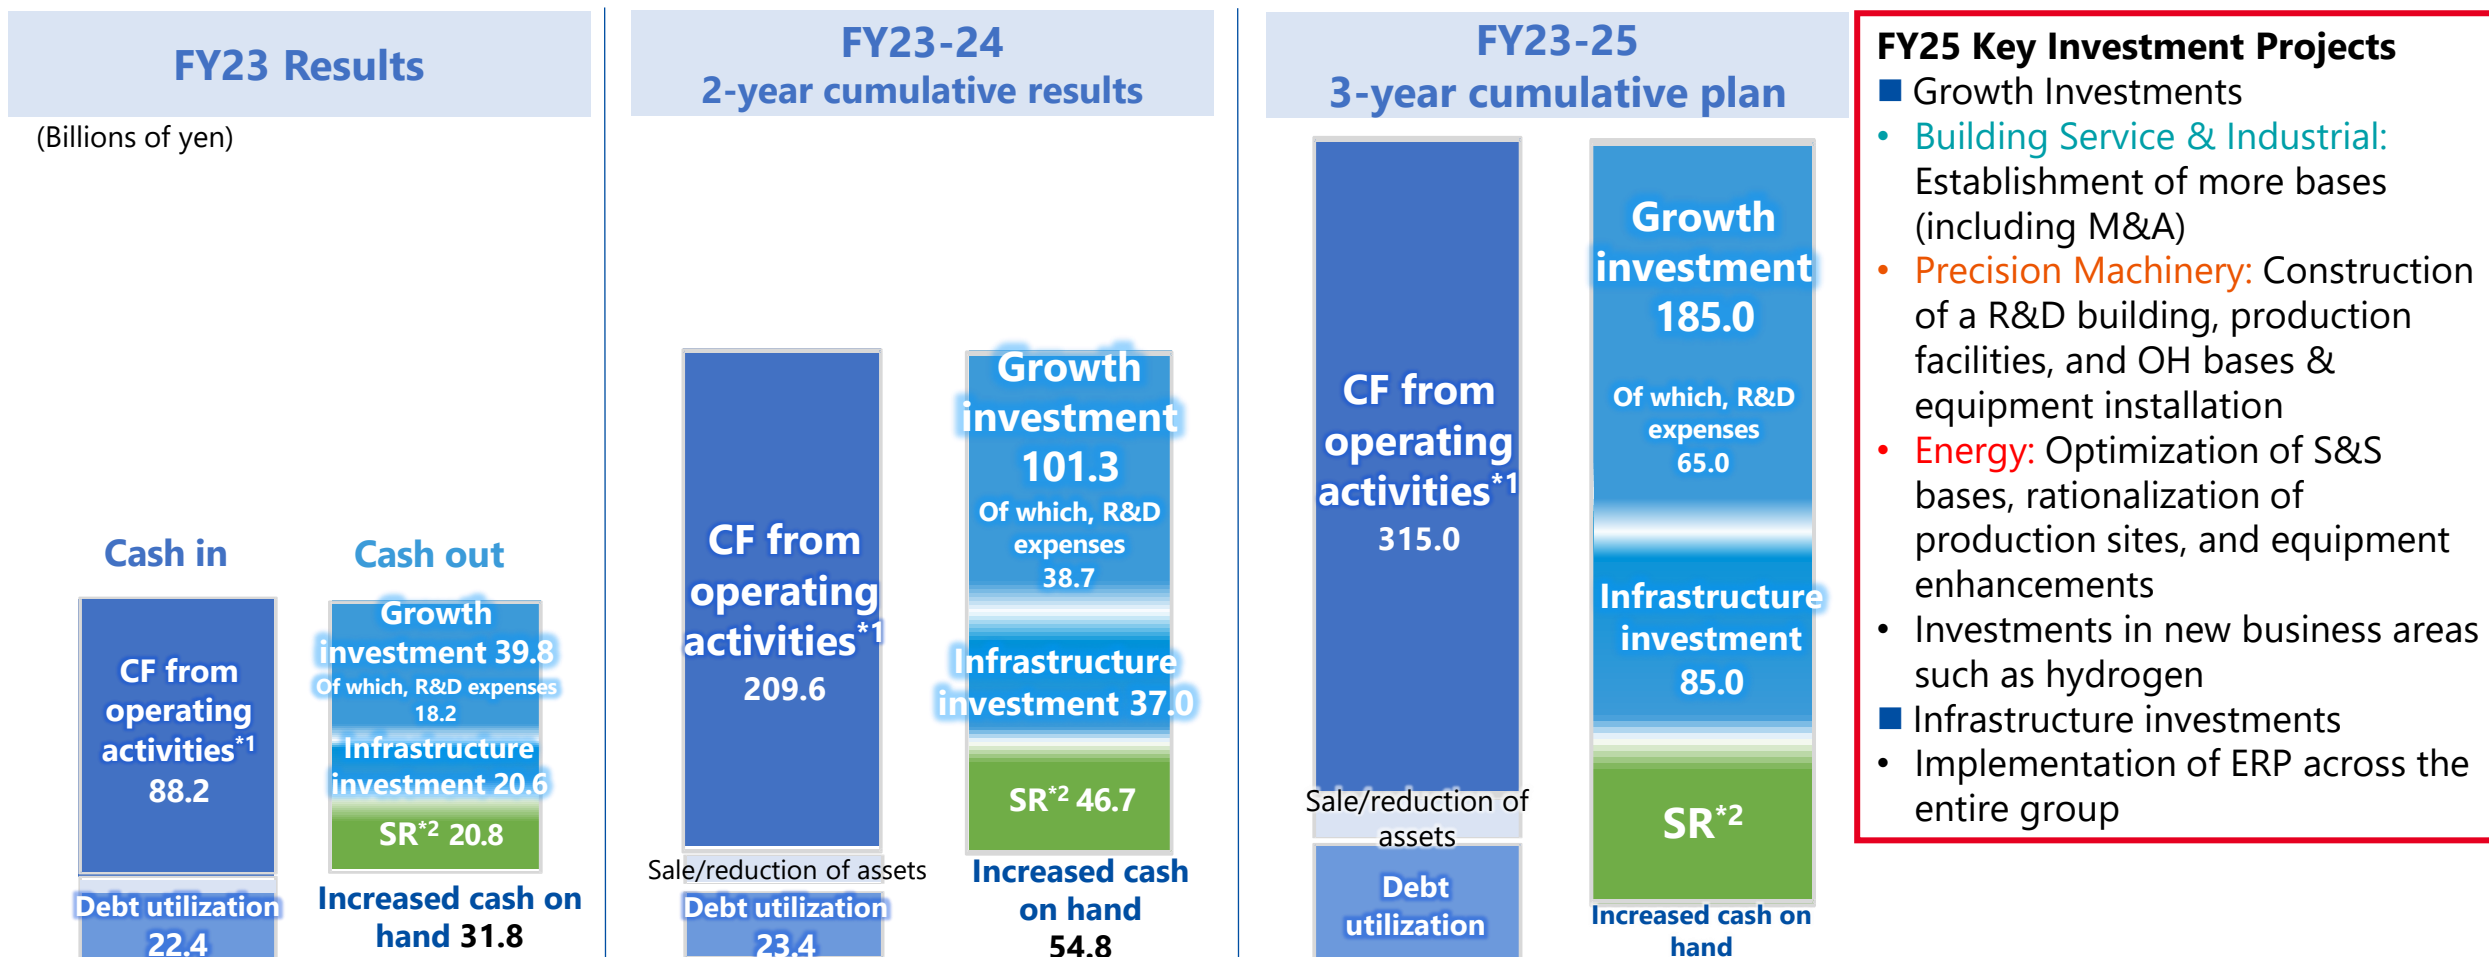 FY23 Results
(Billions of yen)
Cash in
CF from
operating
activities*1
88.2
Debt utilization
22.4
Cash out
Growth
investment 39.8
Of which, R&D expenses
18.2
Infrastructure
investment 20.6
SR*2 20.8
Increased cash on
hand 31.8
FY23-24
2-year cumulative results
CF from
operating
activities*1
209.6
Sale/reduction of assets
Debt utilization
23.4
Growth
investment
101.3
Of which, R&D
expenses
38.7
Infrastructure
investment 37.0
SR*2 46.7
Increased cash
on hand
54.8
FY23-25
3-year cumulative plan
CF from
operating
activities*1
315.0
Sale/reduction of
assets
Debt
utilization
Growth
investment
185.0
Of which, R&D
expenses
65.0
Infrastructure
investment
85.0
SR*2
Increased cash on
hand
FY25 Key Investment Projects
■ Growth Investments
• Building Service & Industrial:
Establishment of more bases
(including M&A)
• Precision Machinery: Construction
of a R&D building, production
facilities, and OH bases &
equipment installation
• Energy: Optimization of S&S
bases, rationalization of
production sites, and equipment
enhancements
• Investments in new business areas
such as hydrogen
■ Infrastructure investments
• Implementation of ERP across the
entire group